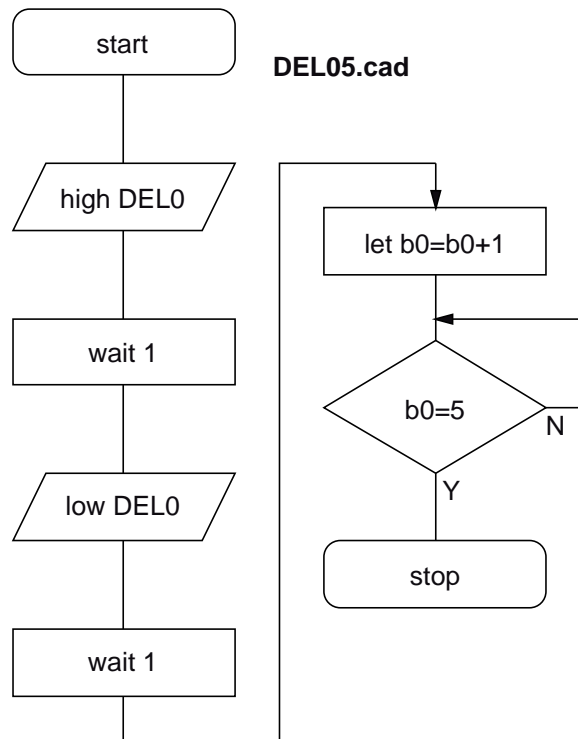 start
DEL05.cad
high DEL0
wait 1
low DEL0
wait 1
let b0=b0+1
b0=5
N
Y
stop